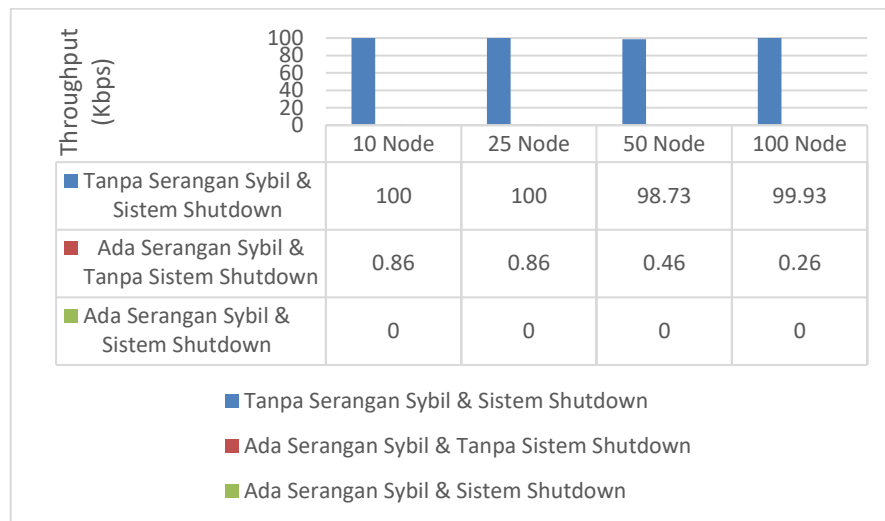 Throughput
(Kbps)
100
80
60
40
20
0
10 Node 25 Node 50 Node 100 Node
Tanpa Serangan Sybil &
Sistem Shutdown
100 100 98.73 99.93
Ada Serangan Sybil &
Tanpa Sistem Shutdown
0.86 0.86 0.46 0.26
Ada Serangan Sybil &
Sistem Shutdown
0 0 0 0
Tanpa Serangan Sybil & Sistem Shutdown
Ada Serangan Sybil & Tanpa Sistem Shutdown
Ada Serangan Sybil & Sistem Shutdown